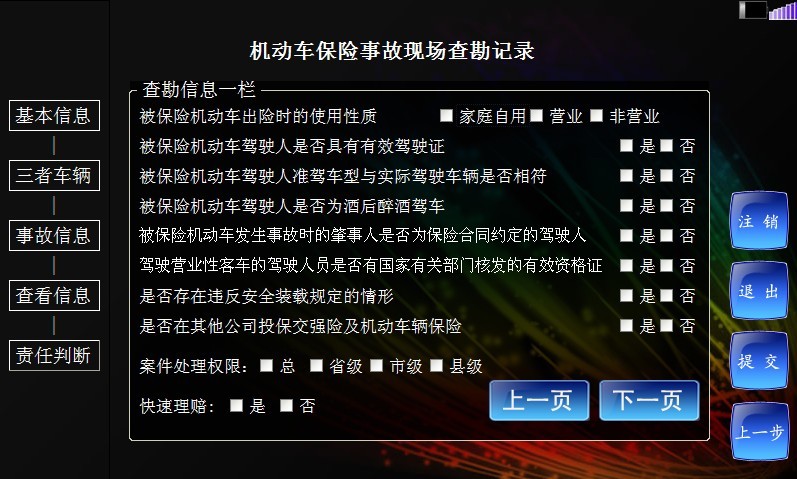 机动车保险事故现场查勘记录
基本信息
三者车辆
事故信息
查看信息
责任判断
查勘信息一栏
被保险机动车出险时的使用性质 家庭自用 营业 非营业
被保险机动车驾驶人是否具有有效驾驶证 是 否
被保险机动车驾驶人准驾车型与实际驾驶车辆是否相符 是 否
被保险机动车驾驶人是否为酒后醉酒驾车 是 否
被保险机动车发生事故时的肇事人是否为保险合同约定的驾驶人 是 否
驾驶营业性客车的驾驶人员是否有国家有关部门核发的有效资格证 是 否
是否存在违反安全装载规定的情形 是 否
是否在其他公司投保交强险及机动车辆保险 是 否
案件处理权限： 总 省级 市级 县级
快速理赔： 是 否
上一页 下一页
注 销
退 出
提 交
上一步